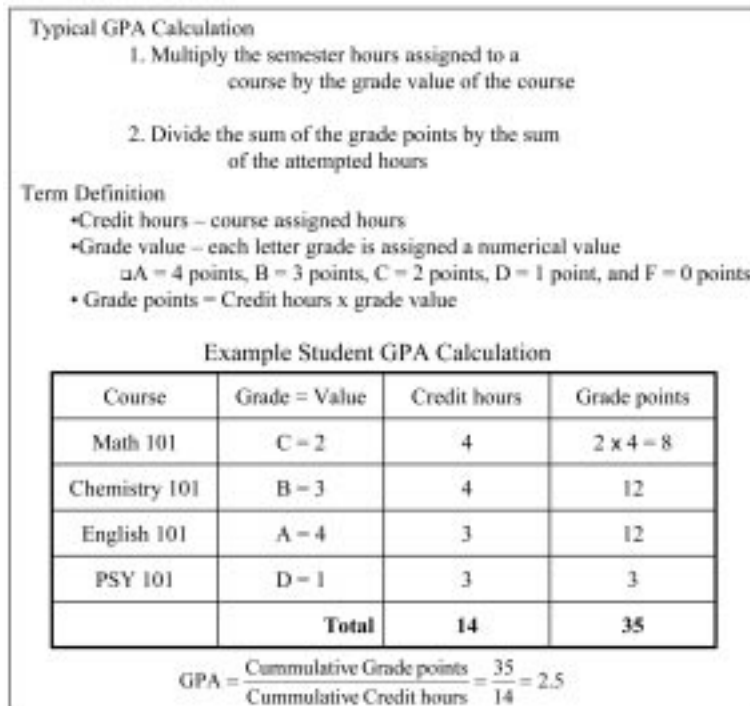 Typical GPA Calculation
1. Multiply the semester hours assigned to a
course by the grade value of the course
2. Divide the sum of the grade points by the sum
of the attempted hours
Term Definition
•Credit hours – course assigned hours
•Grade value – each letter grade is assigned a numerical value
❑A = 4 points, B = 3 points, C = 2 points, D = 1 point, and F = 0 points
• Grade points = Credit hours x grade value
Example Student GPA Calculation
Course Grade = Value Credit hours Grade points
Math 101 C = 2 4 2 x 4 = 8
Chemistry 101 B = 3 4 12
English 101 A = 4 3 12
PSY 101 D = 1 3 3
Total 14 35
GPA = Cummulative Grade points / Cummulative Credit hours = 35 / 14 = 2.5